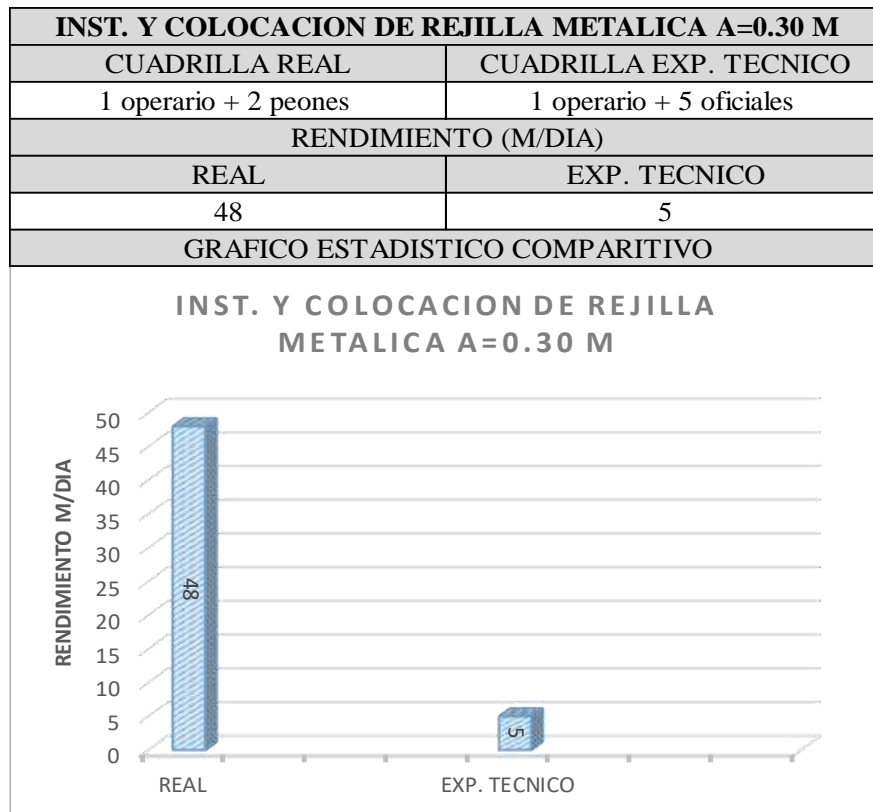 INST. Y COLOCACION DE REJILLA METALICA A=0.30 M
CUADRILLA REAL CUADRILLA EXP. TECNICO
1 operario + 2 peones 1 operario + 5 oficiales
RENDIMIENTO (M/DIA)
REAL EXP. TECNICO
48 5
GRAFICO ESTADISTICO COMPARITIVO
INST. Y COLOCACION DE REJILLA
METALICA A=0.30 M
RENDIMIENTO M/DIA
50
45
40
35
30
25
20
15
10
5
0
48
5
REAL EXP. TECNICO